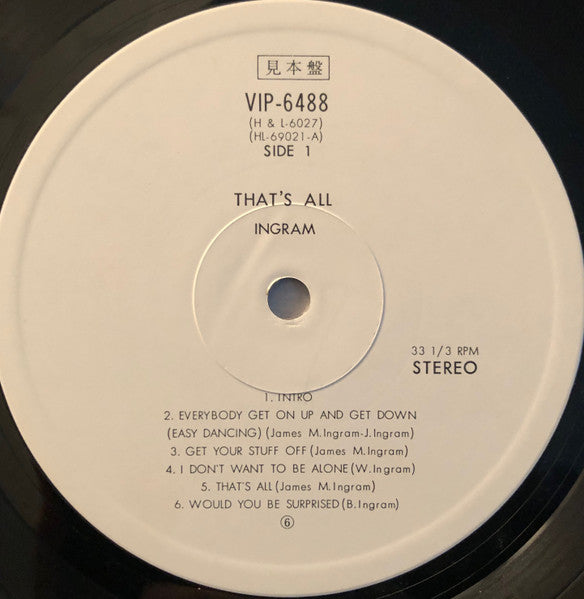 見本盤
VIP-6488
(H & L-6027)
(HL-69021-A)
SIDE 1
THAT'S ALL
INGRAM
33 1/3 RPM
STEREO
1. INTRO
2. EVERYBODY GET ON UP AND GET DOWN
(EASY DANCING) (James M.Ingram-J.Ingram)
3. GET YOUR STUFF OFF (James M.Ingram)
4. I DON'T WANT TO BE ALONE (W.Ingram)
5. THAT'S ALL (James M.Ingram)
6. WOULD YOU BE SURPRISED (B.Ingram)
⑥